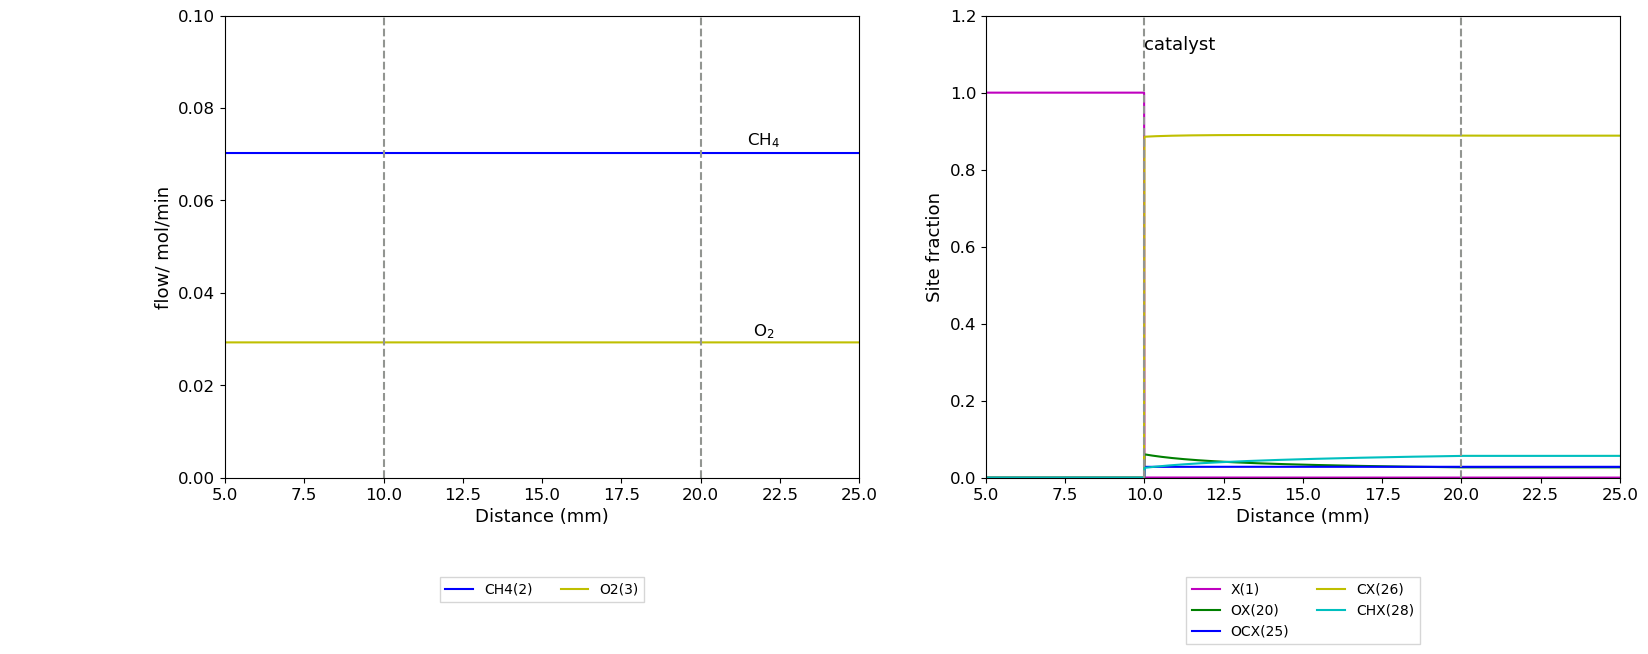 0.10
0.08
0.06
0.04
0.02
0.00
flow/ mol/min
CH₄
O₂
5.0 7.5 10.0 12.5 15.0 17.5 20.0 22.5 25.0
Distance (mm)
CH4(2) O2(3)
1.2
1.0
0.8
0.6
0.4
0.2
0.0
Site fraction
catalyst
5.0 7.5 10.0 12.5 15.0 17.5 20.0 22.5 25.0
Distance (mm)
X(1) CX(26)
OX(20) CHX(28)
OCX(25)